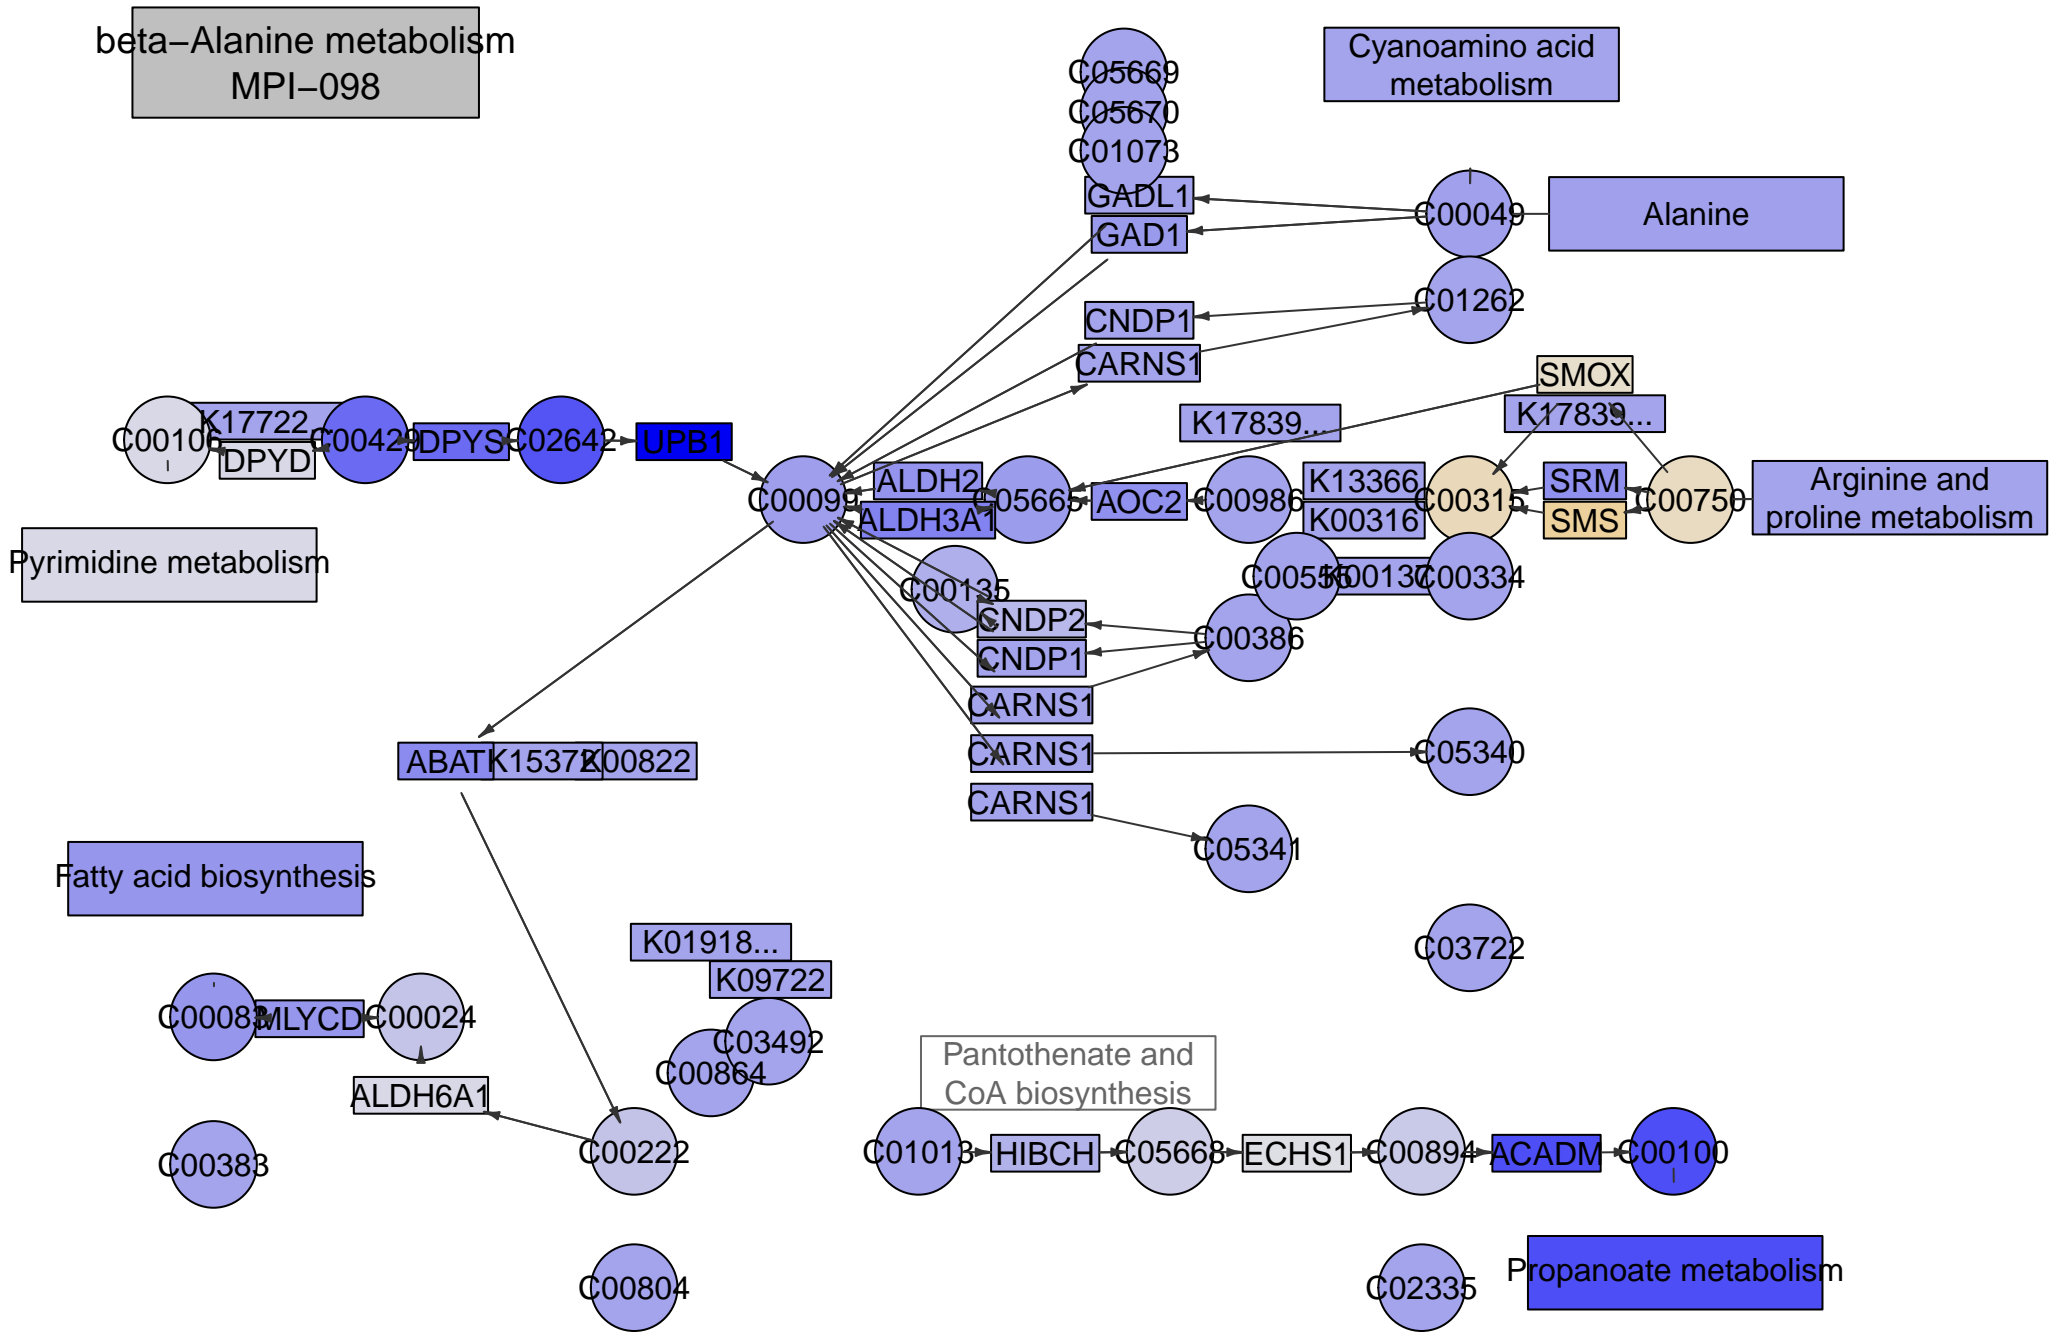 beta−Alanine metabolism
MPI−098
C05669
C05670
C01073
GADL1
GAD1
Cyanoamino acid
metabolism
C00049
Alanine
C01262
CNDP1
CARNS1
SMOX
K17839...
K17839...
C00106
K17722...
DPYD
C00429
DPYS
C02642
UPB1
C00099
ALDH2
ALDH3A1
C05665
AOC2
C00986
K13366
K00316
C00315
SRM
SMS
C00750
Arginine and
proline metabolism
Pyrimidine metabolism
C00135
C00555
K00137
C00334
CNDP2
CNDP1
C00386
CARNS1
CARNS1
CARNS1
C05340
C05341
ABAT
K15372
K00822
Fatty acid biosynthesis
K01918...
K09722
C03722
C00083
MLYCD
C00024
C03492
C00864
ALDH6A1
Pantothenate and
CoA biosynthesis
C00383
C00222
C01013
HIBCH
C05668
ECHS1
C00894
ACADM
C00100
C00804
C02335
Propanoate metabolism